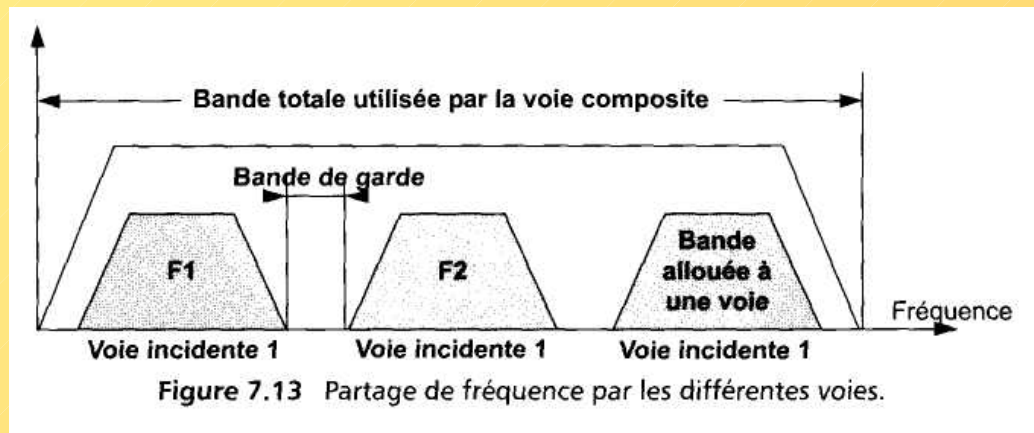 Bande totale utilisée par la voie composite
Bande de garde
F1
F2
Bande
allouée à
une voie
Fréquence
Voie incidente 1
Voie incidente 1
Voie incidente 1
Figure 7.13 Partage de fréquence par les différentes voies.